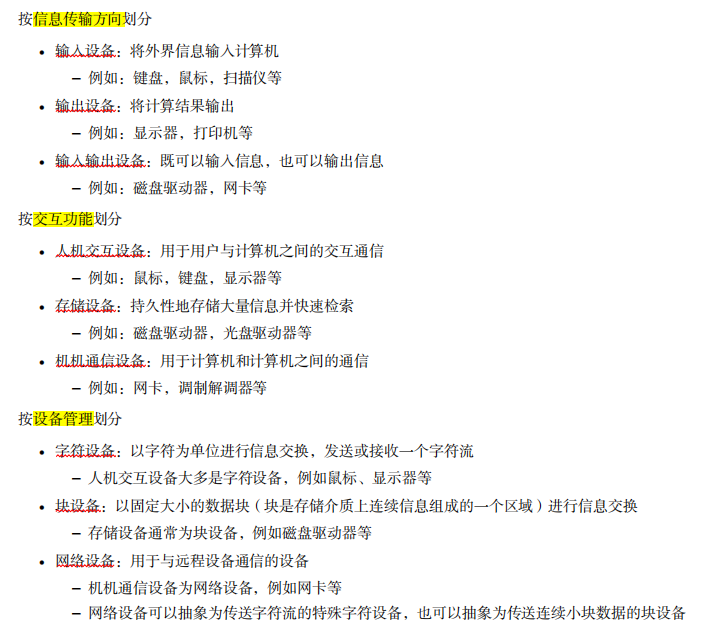 按信息传输方向划分
• 输入设备：将外界信息输入计算机
– 例如：键盘，鼠标，扫描仪等
• 输出设备：将计算结果输出
– 例如：显示器，打印机等
• 输入输出设备：既可以输入信息，也可以输出信息
– 例如：磁盘驱动器，网卡等
按交互功能划分
• 人机交互设备：用于用户与计算机之间的交互通信
– 例如：鼠标，键盘，显示器等
• 存储设备：持久性地存储大量信息并快速检索
– 例如：磁盘驱动器，光盘驱动器等
• 机机通信设备：用于计算机和计算机之间的通信
– 例如：网卡，调制解调器等
按设备管理划分
• 字符设备：以字符为单位进行信息交换，发送或接收一个字符流
– 人机交互设备大多是字符设备，例如鼠标、显示器等
• 块设备：以固定大小的数据块（块是存储介质上连续信息组成的一个区域）进行信息交换
– 存储设备通常为块设备，例如磁盘驱动器等
• 网络设备：用于与远程设备通信的设备
– 机机通信设备为网络设备，例如网卡等
– 网络设备可以抽象为传送字符流的特殊字符设备，也可以抽象为传送连续小块数据的块设备